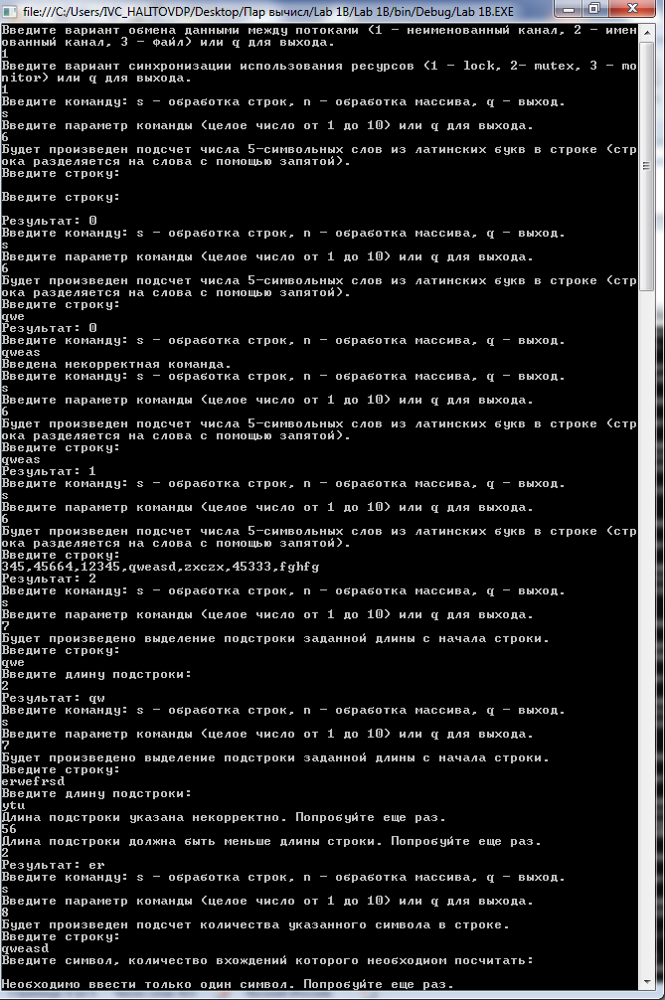 file:///C:/Users/IVC_HALITOVDP/Desktop/Пар вычисл/Lab 1B/Lab 1B/bin/Debug/Lab 1B.EXE
Введите вариант обмена данными между потоками (1 - неименованный канал, 2 - имен
ованный канал, 3 - файл) или q для выхода.
1
Введите вариант синхронизации использования ресурсов (1 - lock, 2- mutex, 3 - mo
nitor) или q для выхода.
1
Введите команду: s - обработка строк, n - обработка массива, q - выход.
s
Введите параметр команды (целое число от 1 до 10) или q для выхода.
6
Будет произведен подсчет числа 5-символьных слов из латинских букв в строке (стр
ока разделяется на слова с помощью запятой).
Введите строку:
Введите строку:
Результат: 0
Введите команду: s - обработка строк, n - обработка массива, q - выход.
s
Введите параметр команды (целое число от 1 до 10) или q для выхода.
6
Будет произведен подсчет числа 5-символьных слов из латинских букв в строке (стр
ока разделяется на слова с помощью запятой).
Введите строку:
qwe
Результат: 0
Введите команду: s - обработка строк, n - обработка массива, q - выход.
qweas
Введена некорректная команда.
Введите команду: s - обработка строк, n - обработка массива, q - выход.
s
Введите параметр команды (целое число от 1 до 10) или q для выхода.
6
Будет произведен подсчет числа 5-символьных слов из латинских букв в строке (стр
ока разделяется на слова с помощью запятой).
Введите строку:
qweas
Результат: 1
Введите команду: s - обработка строк, n - обработка массива, q - выход.
s
Введите параметр команды (целое число от 1 до 10) или q для выхода.
6
Будет произведен подсчет числа 5-символьных слов из латинских букв в строке (стр
ока разделяется на слова с помощью запятой).
Введите строку:
345,45664,12345,qweasd,zxczx,45333,fghfg
Результат: 2
Введите команду: s - обработка строк, n - обработка массива, q - выход.
s
Введите параметр команды (целое число от 1 до 10) или q для выхода.
7
Будет произведено выделение подстроки заданной длины с начала строки.
Введите строку:
qwe
Введите длину подстроки:
2
Результат: qw
Введите команду: s - обработка строк, n - обработка массива, q - выход.
s
Введите параметр команды (целое число от 1 до 10) или q для выхода.
7
Будет произведено выделение подстроки заданной длины с начала строки.
Введите строку:
erwefrsd
Введите длину подстроки:
ytu
Длина подстроки указана некорректно. Попробуйте еще раз.
56
Длина подстроки должна быть меньше длины строки. Попробуйте еще раз.
2
Результат: er
Введите команду: s - обработка строк, n - обработка массива, q - выход.
s
Введите параметр команды (целое число от 1 до 10) или q для выхода.
8
Будет произведен подсчет количества указанного символа в строке.
Введите строку:
qweasd
Введите символ, количество вхождений которого необходимом посчитать:
Необходимо ввести только один символ. Попробуйте еще раз.